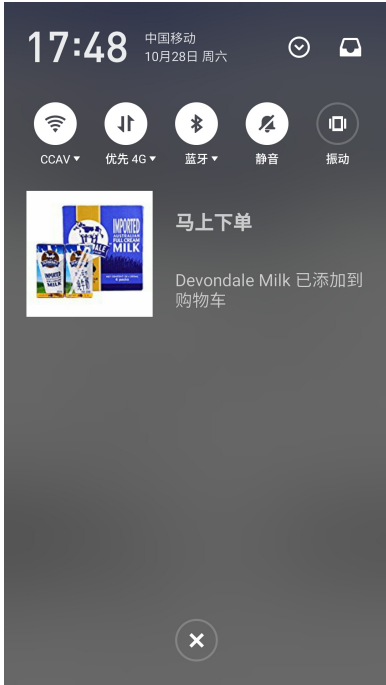 17:48
中国移动
10月28日 周六
CCAV
优先 4G
蓝牙
静音
振动
IMPORTED
AUSTRALIAN
FULL CREAM
MILK
马上下单
Devondale Milk 已添加到
购物车